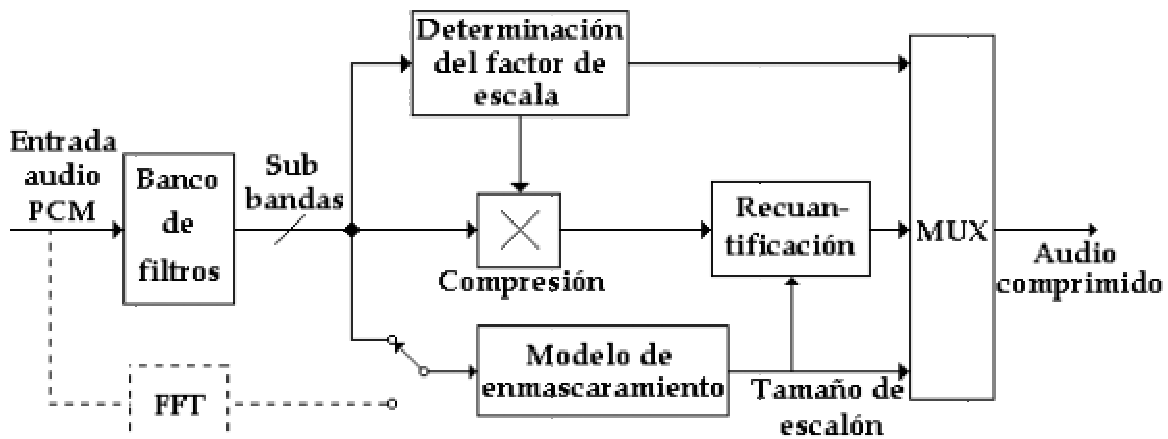 Determinación
del factor de
escala
Entrada
audio
PCM
Banco
de
filtros
Sub
bandas
Compresión
Recuan-
tificación
MUX
Audio
comprimido
Modelo de
enmascaramiento
Tamaño de
escalón
FFT